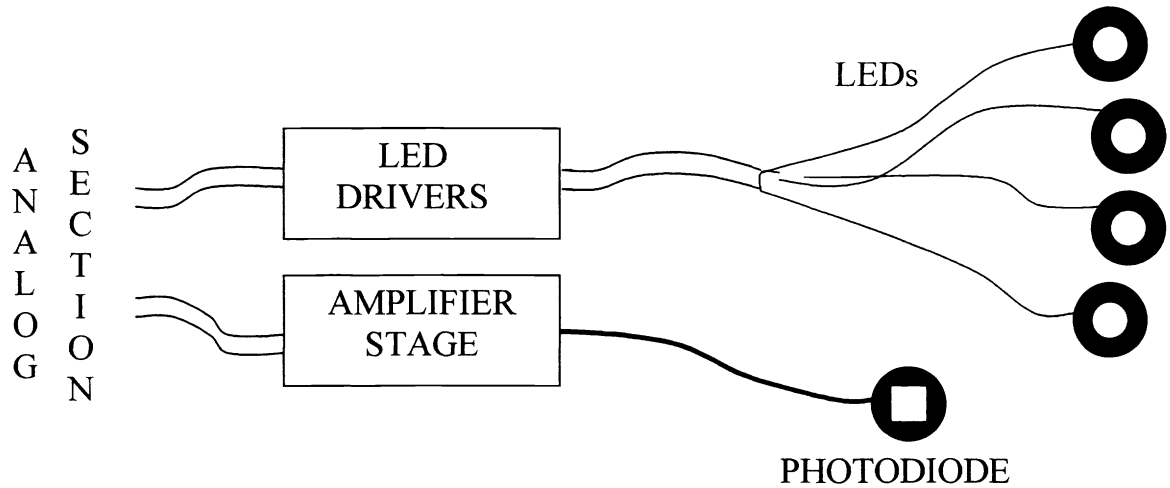 ANALOG
SECTION
LED
DRIVERS
LEDs
AMPLIFIER
STAGE
PHOTODIODE